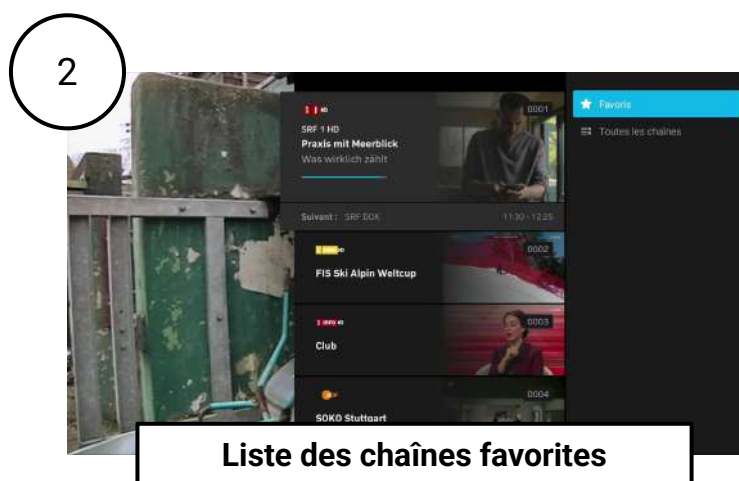 2
0001
SRF 1 HD
Praxis mit Meerblick
Was wirklich zählt
Suivant : SRF DOK 11:30 - 12:25
0002
FIS Ski Alpin Weltcup
0003
Club
0004
SOKO Stuttgart
Favoris
Toutes les chaînes
Liste des chaînes favorites